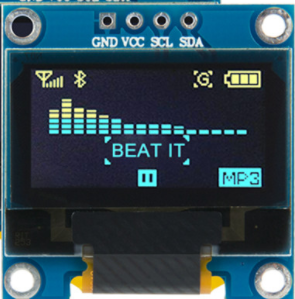 GND VCC SCL SDA
G
BEAT IT
MP3